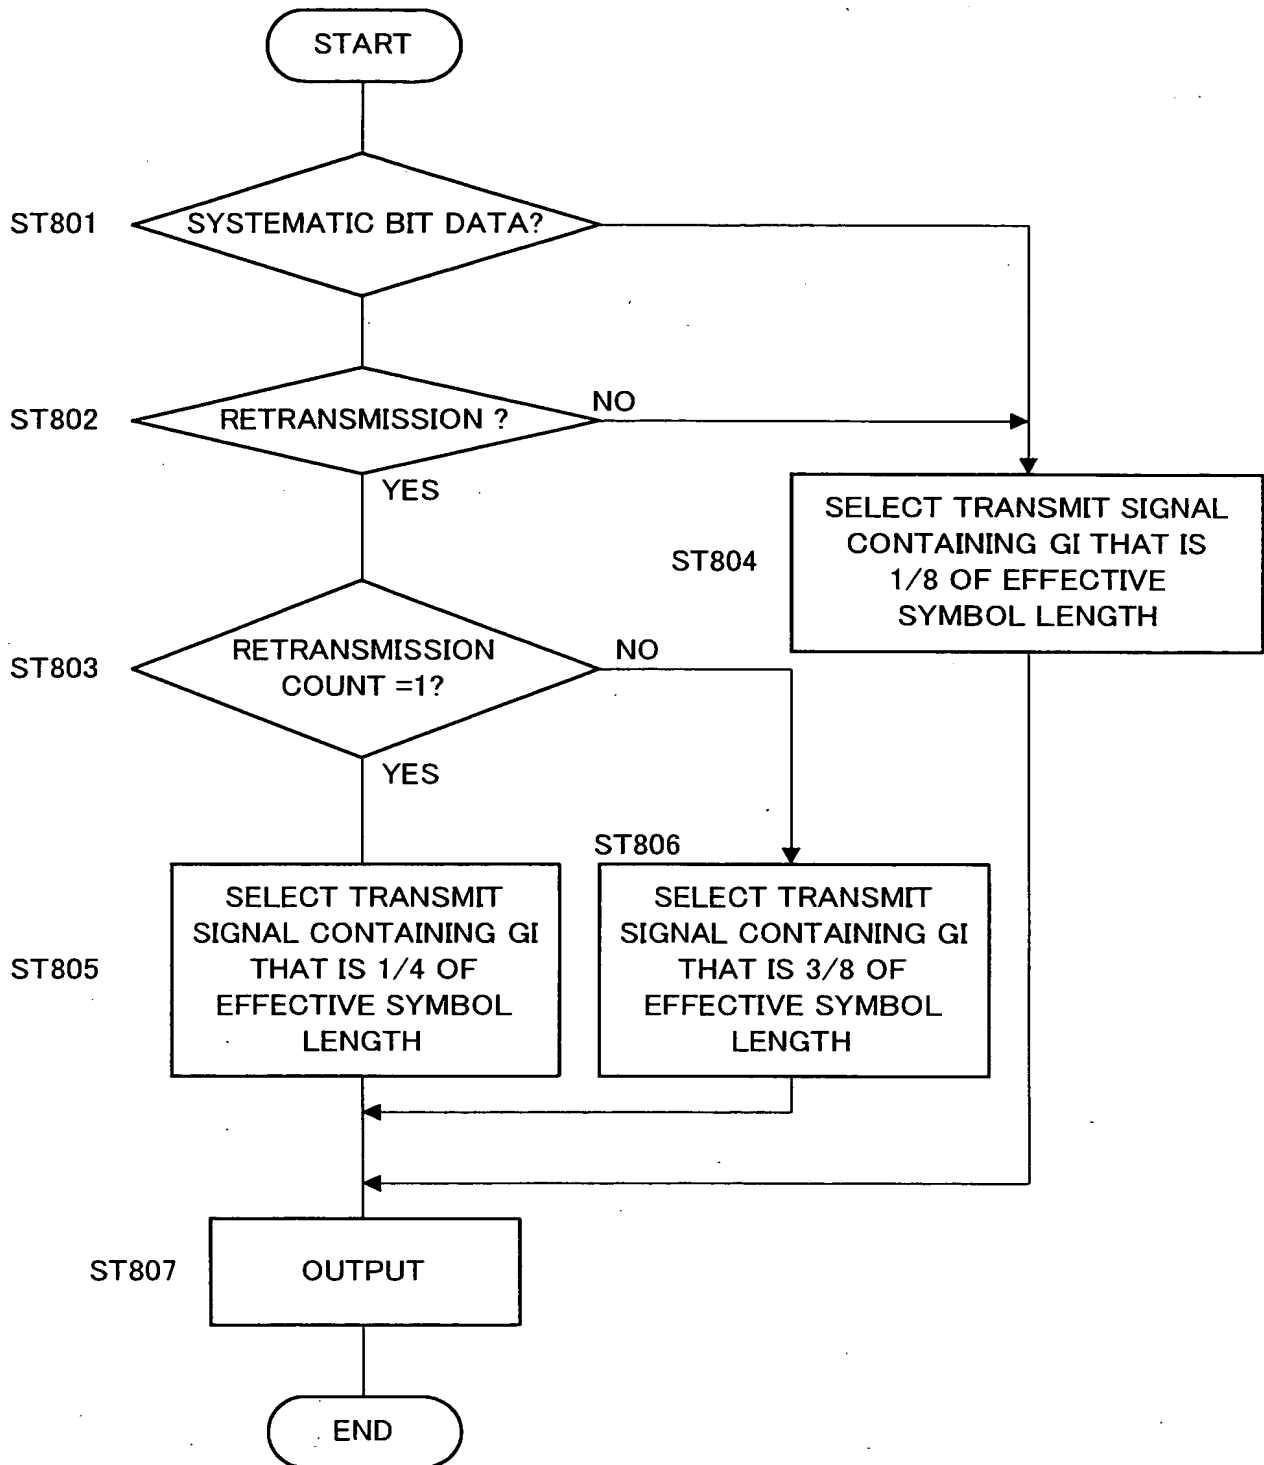 START
ST801
SYSTEMATIC BIT DATA?
ST802
RETRANSMISSION ?
NO
YES
SELECT TRANSMIT SIGNAL
CONTAINING GI THAT IS
1/8 OF EFFECTIVE
SYMBOL LENGTH
ST804
ST803
RETRANSMISSION
COUNT =1?
NO
YES
ST805
SELECT TRANSMIT
SIGNAL CONTAINING GI
THAT IS 1/4 OF
EFFECTIVE SYMBOL
LENGTH
ST806
SELECT TRANSMIT
SIGNAL CONTAINING GI
THAT IS 3/8 OF
EFFECTIVE SYMBOL
LENGTH
ST807
OUTPUT
END